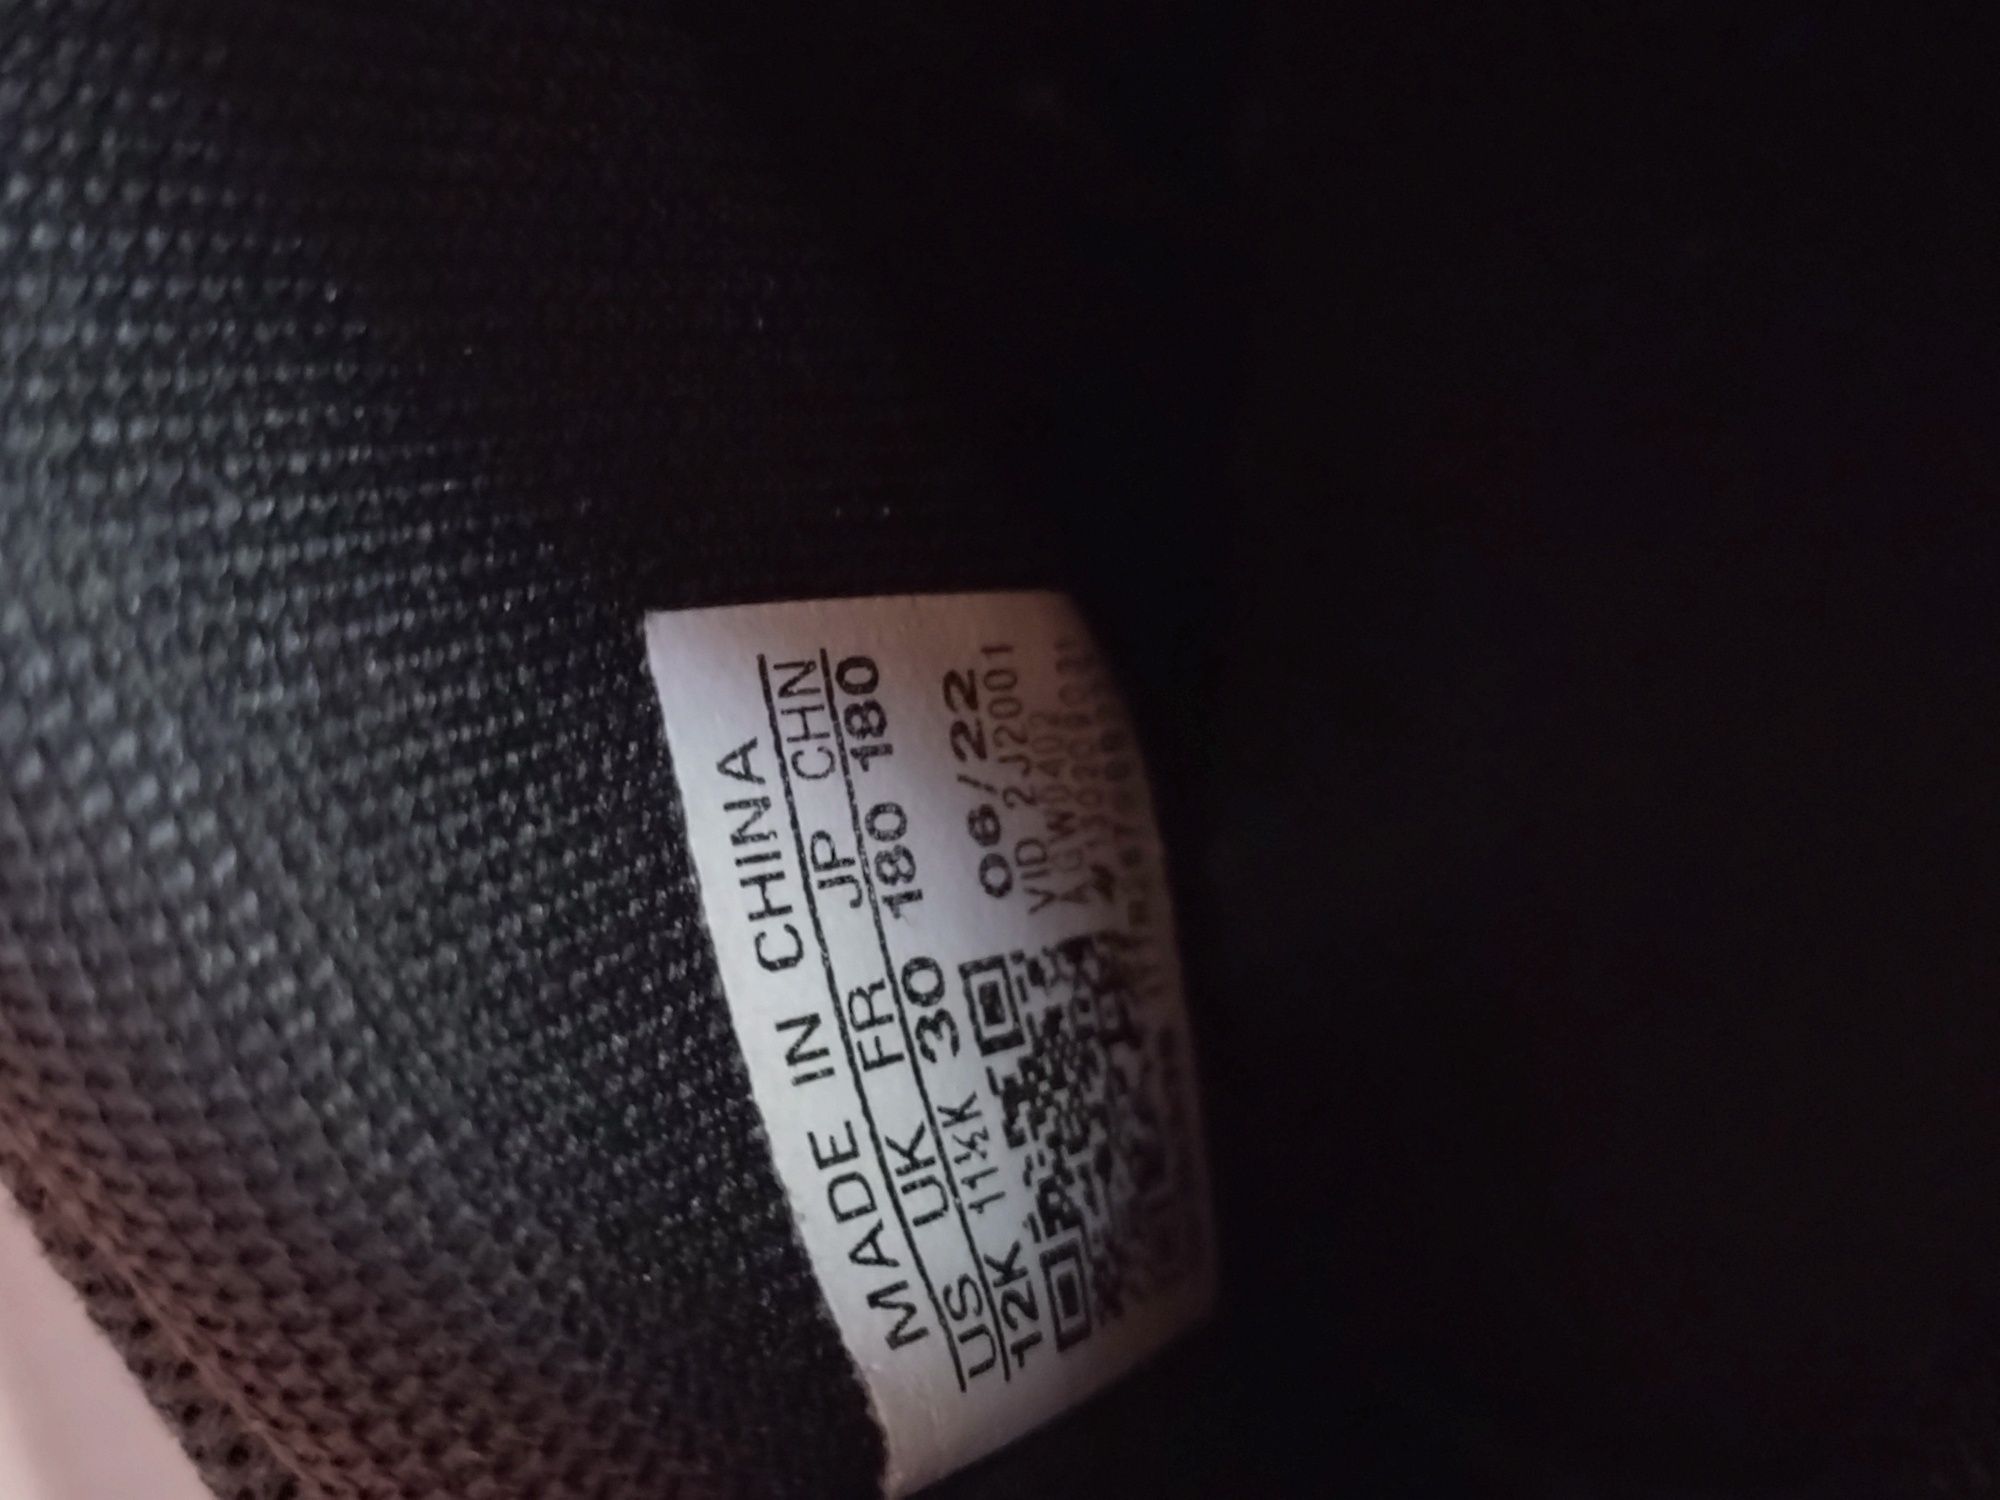 MADE IN CHINA
US UK FR JP CHN
12K 11½K 30 180 180
06/22
VID 2J2001